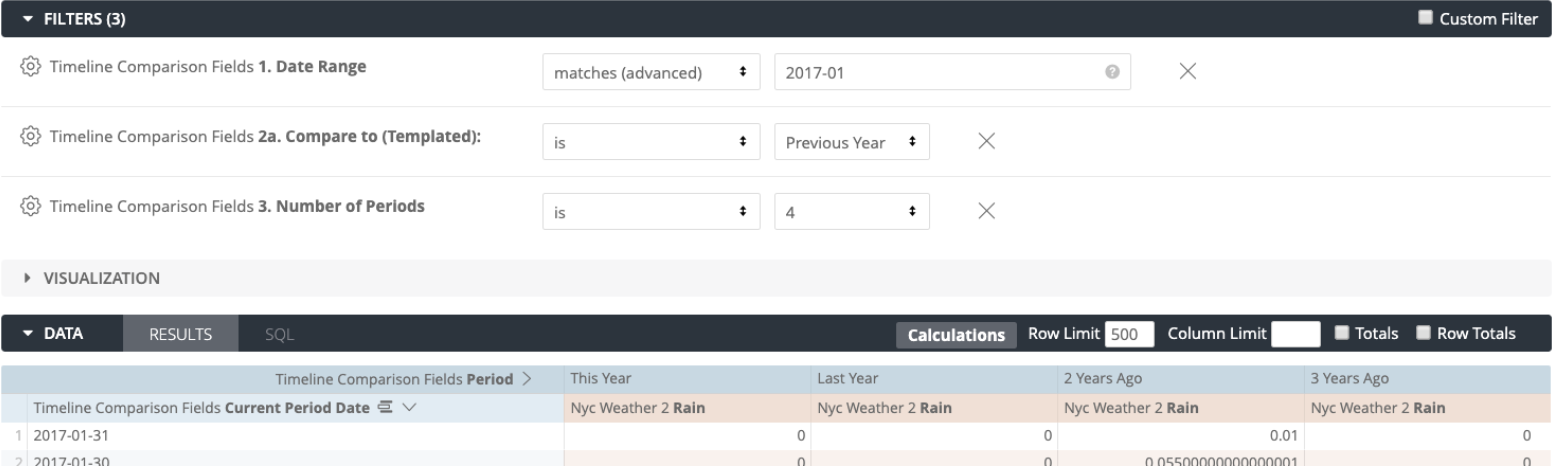 FILTERS (3) Custom Filter
Timeline Comparison Fields 1. Date Range matches (advanced) 2017-01
Timeline Comparison Fields 2a. Compare to (Templated): is Previous Year
Timeline Comparison Fields 3. Number of Periods is 4
VISUALIZATION
DATA RESULTS SQL Calculations Row Limit 500 Column Limit Totals Row Totals
Timeline Comparison Fields Period This Year Last Year 2 Years Ago 3 Years Ago
Timeline Comparison Fields Current Period Date Nyc Weather 2 Rain Nyc Weather 2 Rain Nyc Weather 2 Rain Nyc Weather 2 Rain
1 2017-01-31 0 0 0.01 0
2 2017-01-30 0 0 0.05500000000000001 0